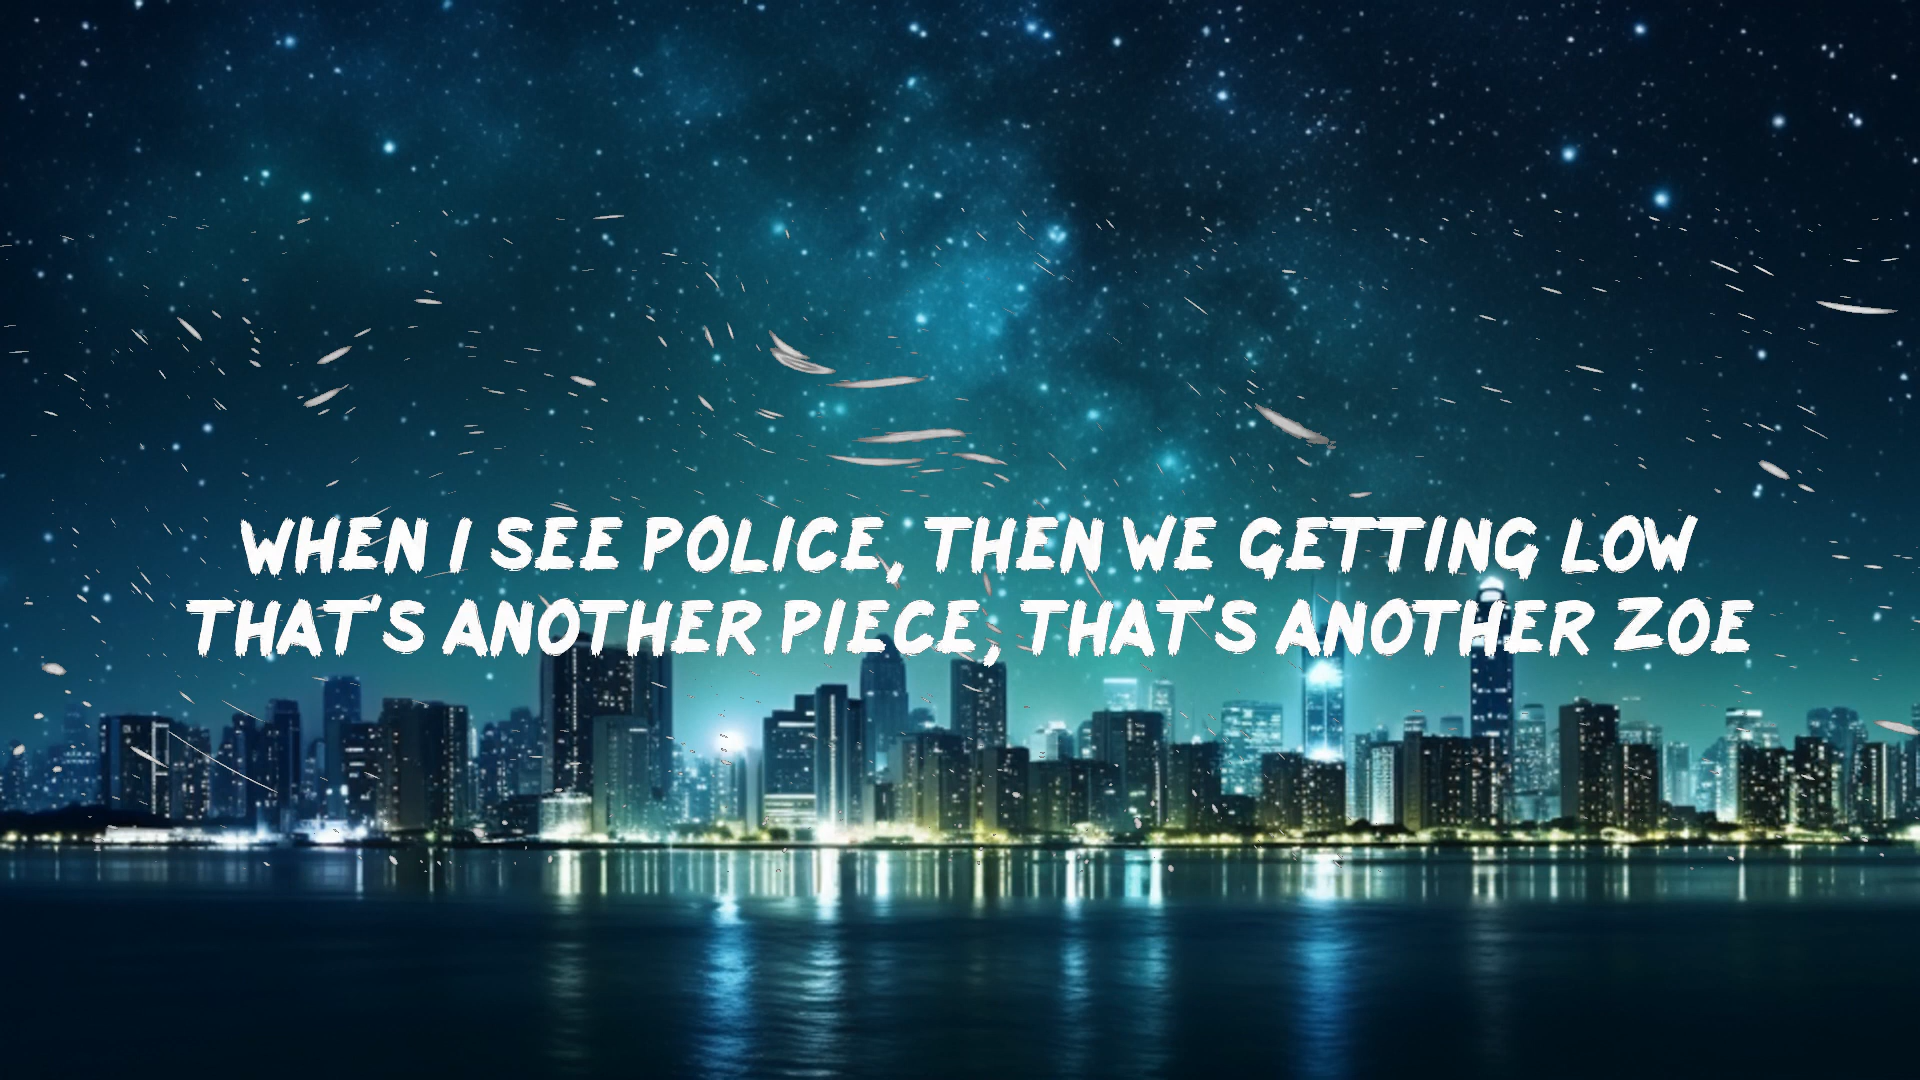 WHEN I SEE POLICE, THEN WE GETTING LOW
THAT'S ANOTHER PIECE, THAT'S ANOTHER ZOE